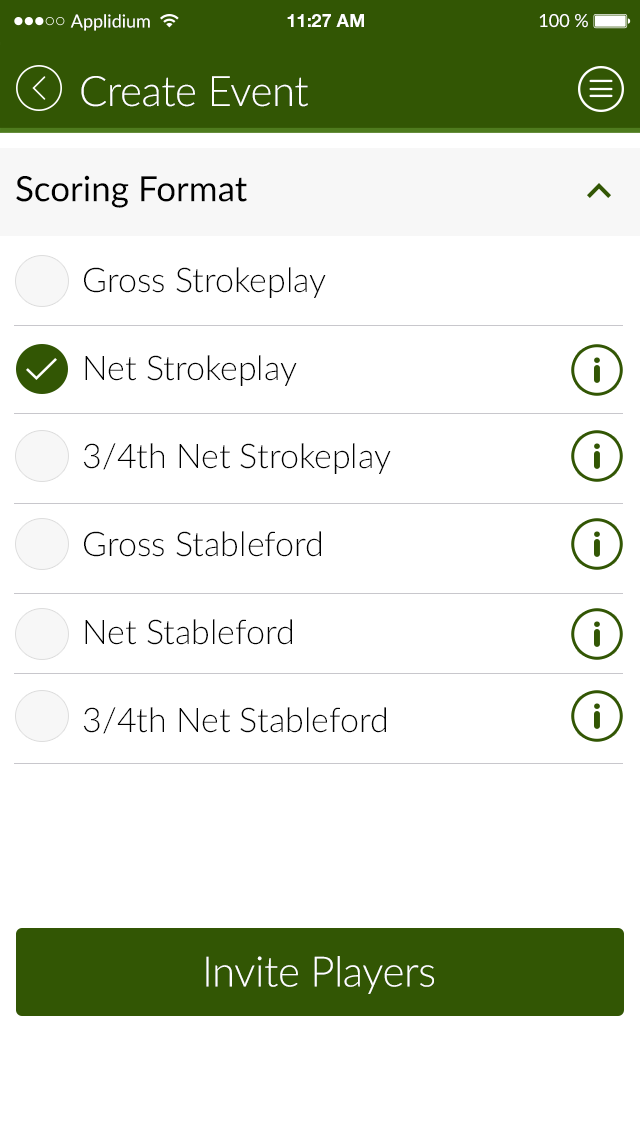 Applidium 11:27 AM 100 %
Create Event
Scoring Format
Gross Strokeplay
Net Strokeplay
3/4th Net Strokeplay
Gross Stableford
Net Stableford
3/4th Net Stableford
Invite Players